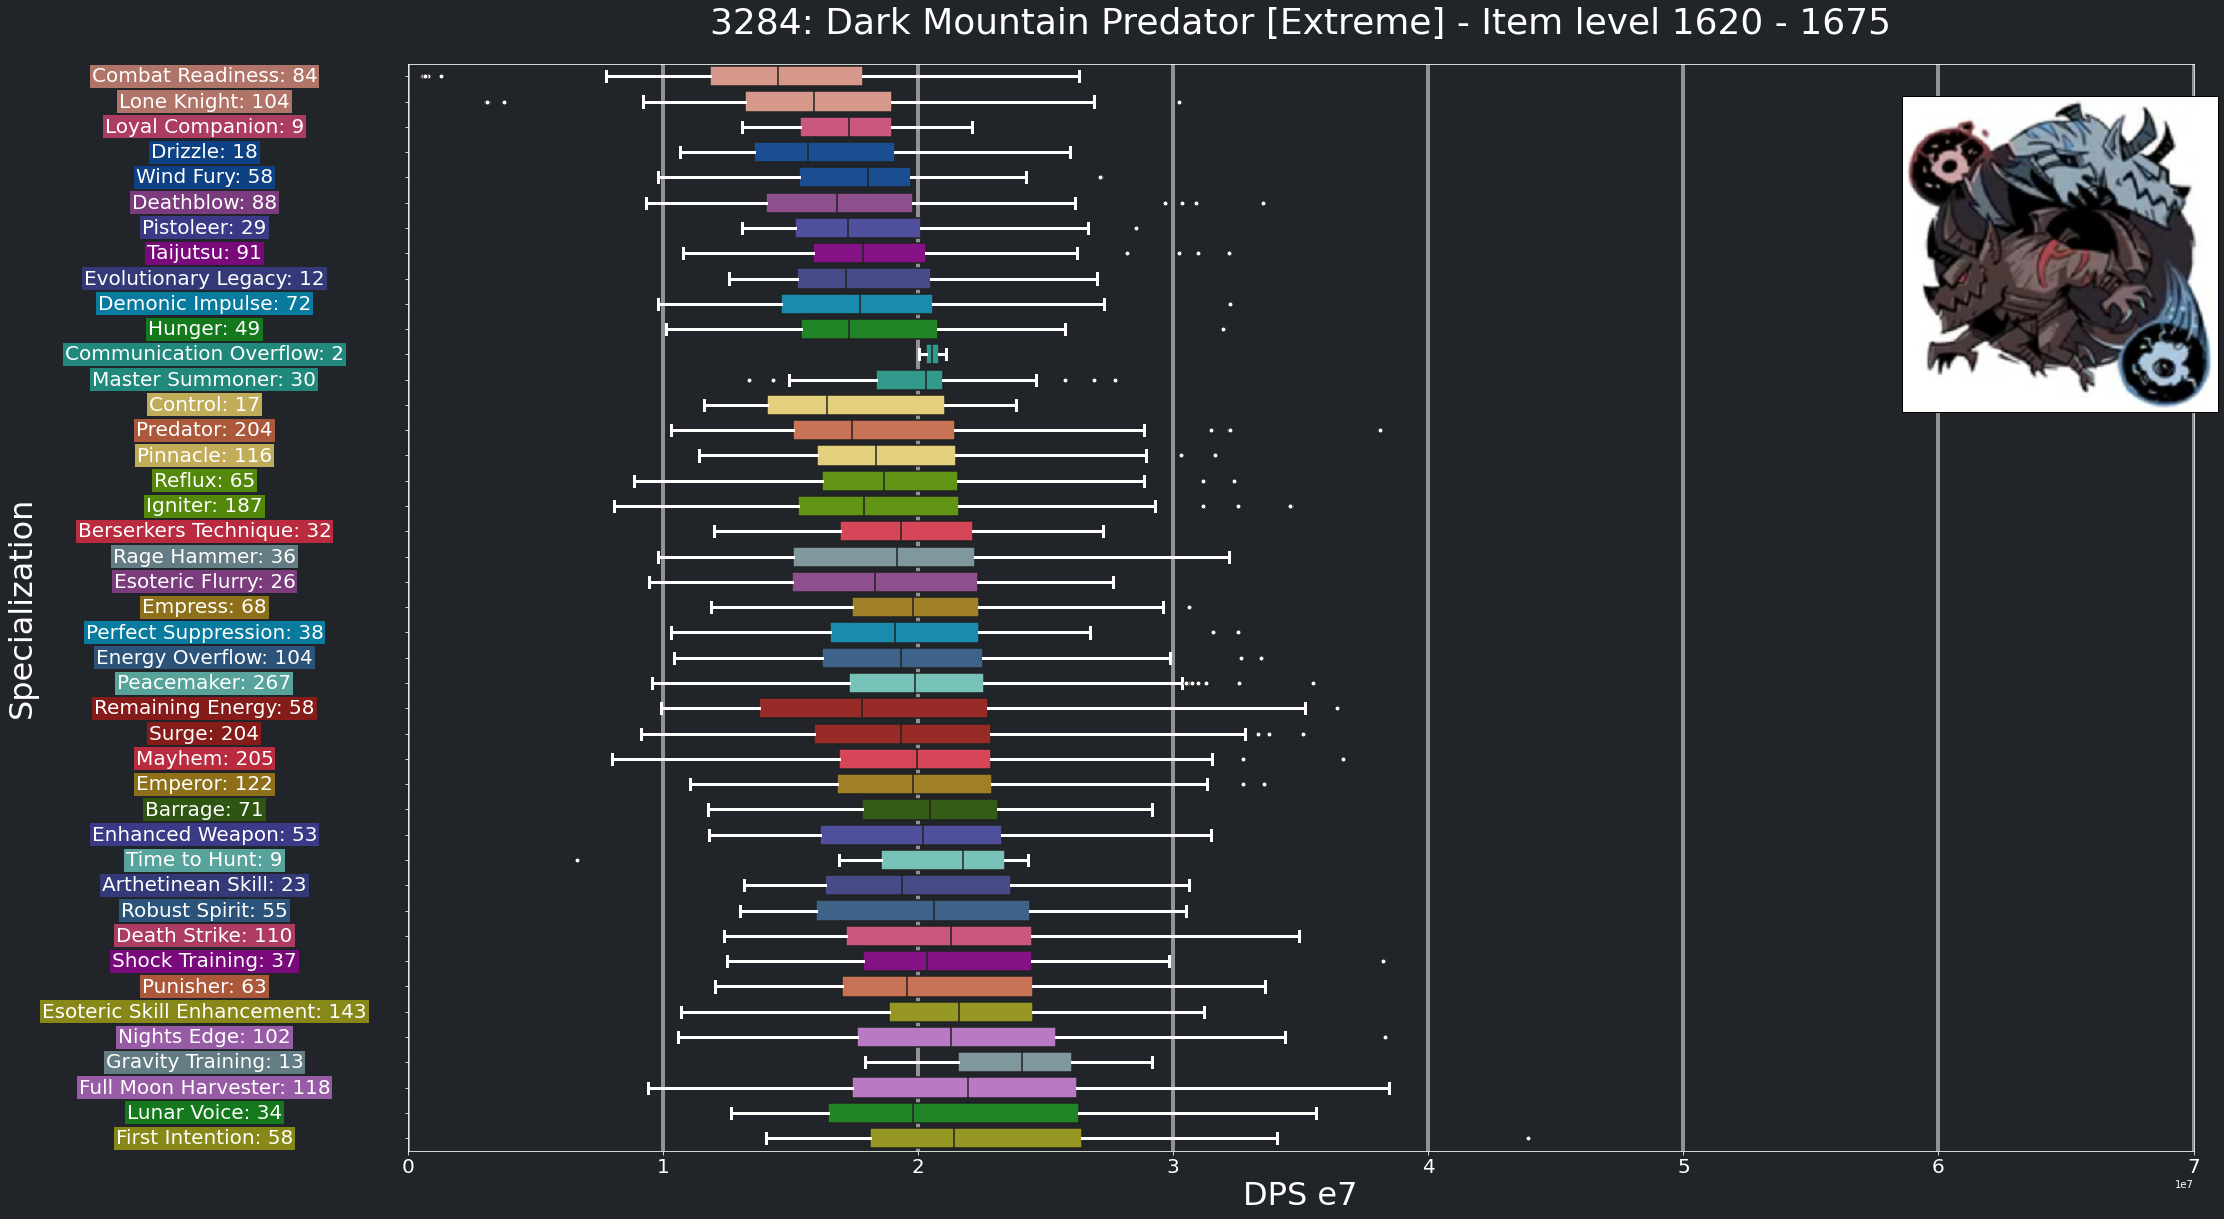 3284: Dark Mountain Predator [Extreme] - Item level 1620 - 1675
Specialization
Combat Readiness: 84
Lone Knight: 104
Loyal Companion: 9
Drizzle: 18
Wind Fury: 58
Deathblow: 88
Pistoleer: 29
Taijutsu: 91
Evolutionary Legacy: 12
Demonic Impulse: 72
Hunger: 49
Communication Overflow: 2
Master Summoner: 30
Control: 17
Predator: 204
Pinnacle: 116
Reflux: 65
Igniter: 187
Berserkers Technique: 32
Rage Hammer: 36
Esoteric Flurry: 26
Empress: 68
Perfect Suppression: 38
Energy Overflow: 104
Peacemaker: 267
Remaining Energy: 58
Surge: 204
Mayhem: 205
Emperor: 122
Barrage: 71
Enhanced Weapon: 53
Time to Hunt: 9
Arthetinean Skill: 23
Robust Spirit: 55
Death Strike: 110
Shock Training: 37
Punisher: 63
Esoteric Skill Enhancement: 143
Nights Edge: 102
Gravity Training: 13
Full Moon Harvester: 118
Lunar Voice: 34
First Intention: 58
0 1 2 3 4 5 6 7
1e7
DPS e7